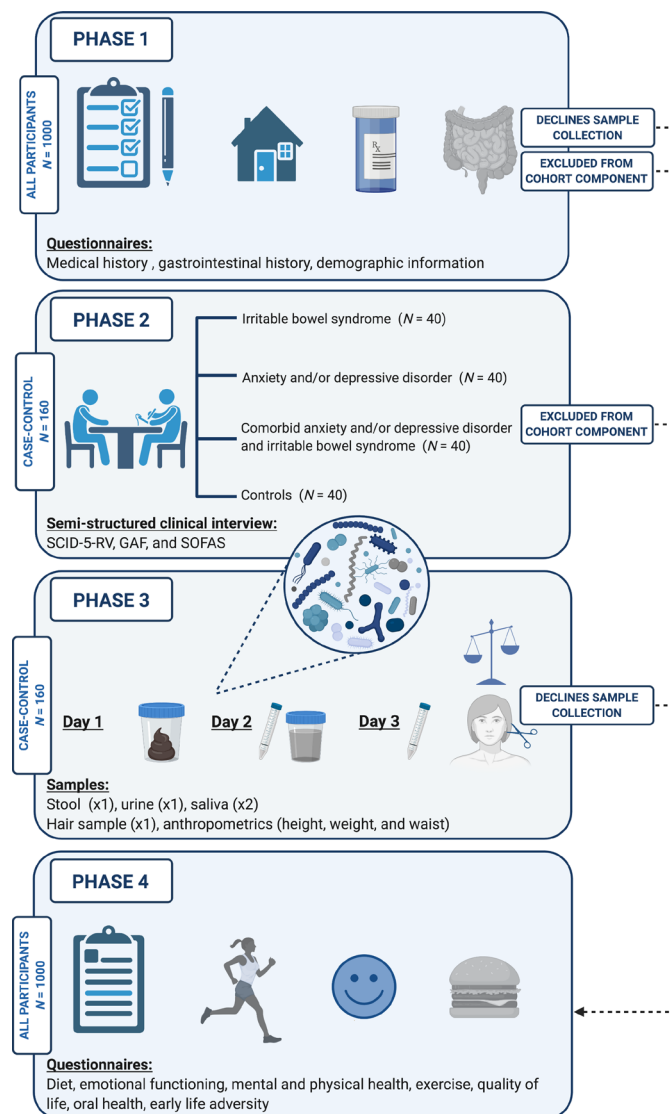 PHASE 1
ALL PARTICIPANTS
N = 1000
Rx
DECLINES SAMPLE
COLLECTION
EXCLUDED FROM
COHORT COMPONENT
Questionnaires:
Medical history , gastrointestinal history, demographic information
PHASE 2
CASE-CONTROL
N = 160
Irritable bowel syndrome (N = 40)
Anxiety and/or depressive disorder (N = 40)
Comorbid anxiety and/or depressive disorder
and irritable bowel syndrome (N = 40)
Controls (N = 40)
EXCLUDED FROM
COHORT COMPONENT
Semi-structured clinical interview:
SCID-5-RV, GAF, and SOFAS
PHASE 3
CASE-CONTROL
N = 160
Day 1
Day 2
Day 3
DECLINES SAMPLE
COLLECTION
Samples:
Stool (x1), urine (x1), saliva (x2)
Hair sample (x1), anthropometrics (height, weight, and waist)
PHASE 4
ALL PARTICIPANTS
N = 1000
Questionnaires:
Diet, emotional functioning, mental and physical health, exercise, quality of
life, oral health, early life adversity